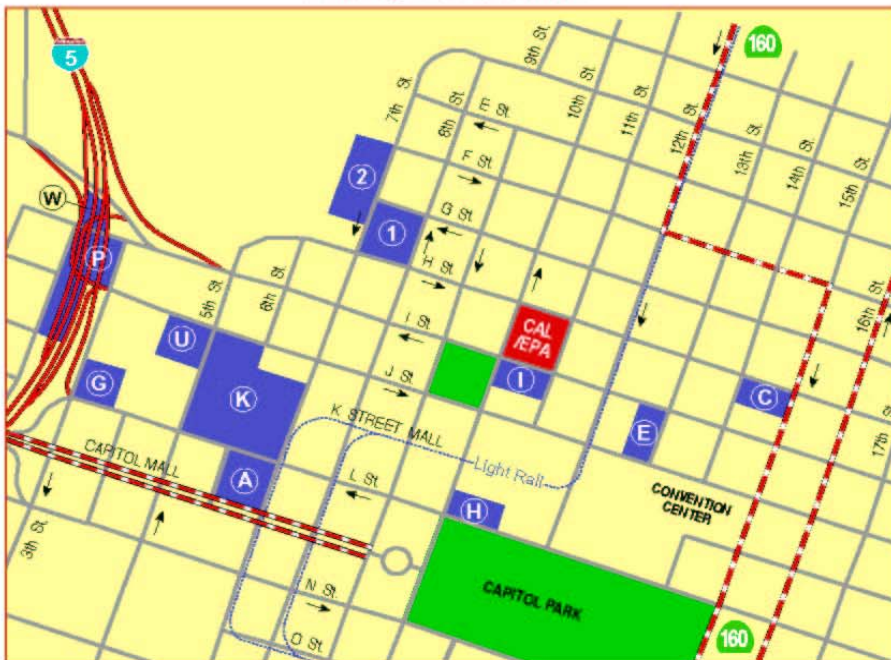 INTERSTATE
5
160
9th St.
10th St.
11th St.
12th St.
13th St.
14th St.
15th St.
16th St.
17th St.
7th St.
8th St.
E St.
F St
G St
H St.
I St.
J St.
2
1
W
P
5th St.
6th St.
U
G
K
CAL
/EPA
I
C
E
K STREET MALL
Light Rail
CAPITOL MALL
A
L St.
H
CONVENTION
CENTER
3th St.
N St.
O St.
CAPITOL PARK
160